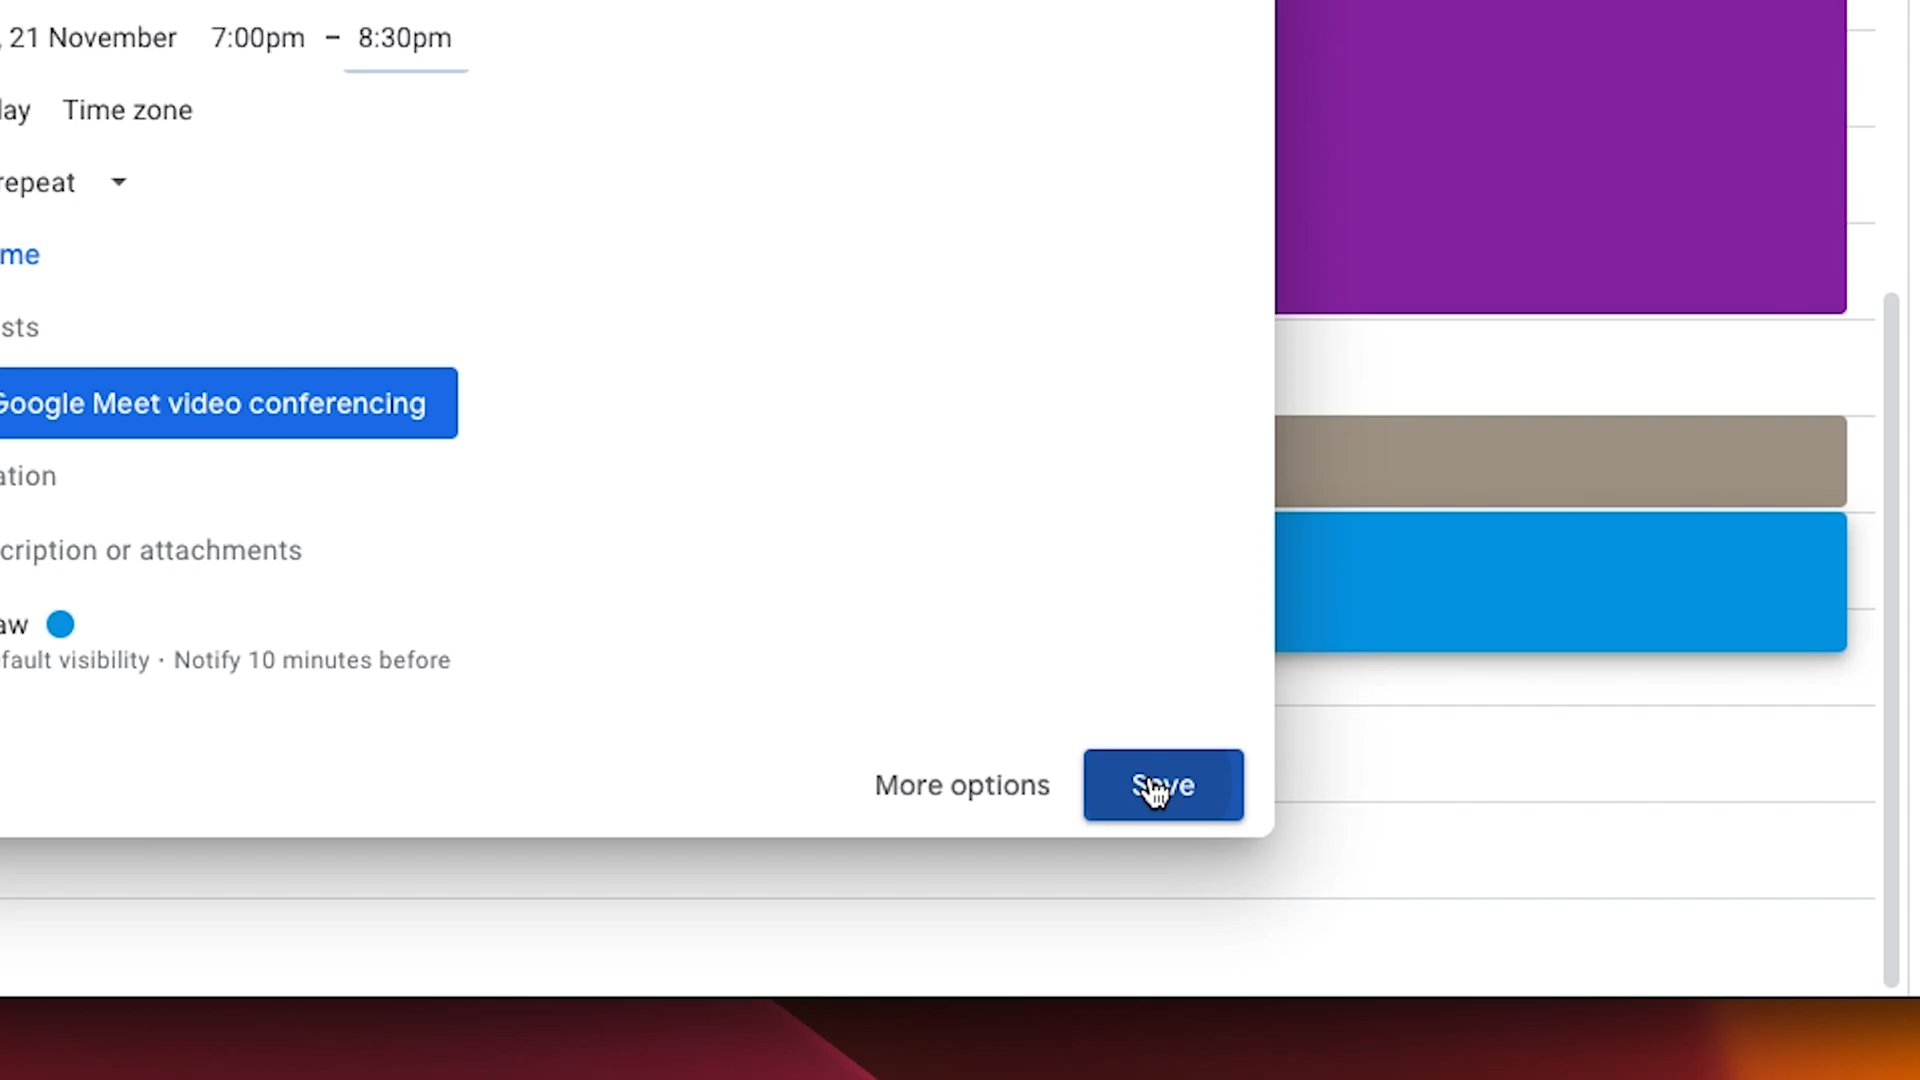 , 21 November 7:00pm – 8:30pm
lay Time zone
repeat
me
sts
Google Meet video conferencing
ation
cription or attachments
aw
fault visibility · Notify 10 minutes before
More options Save